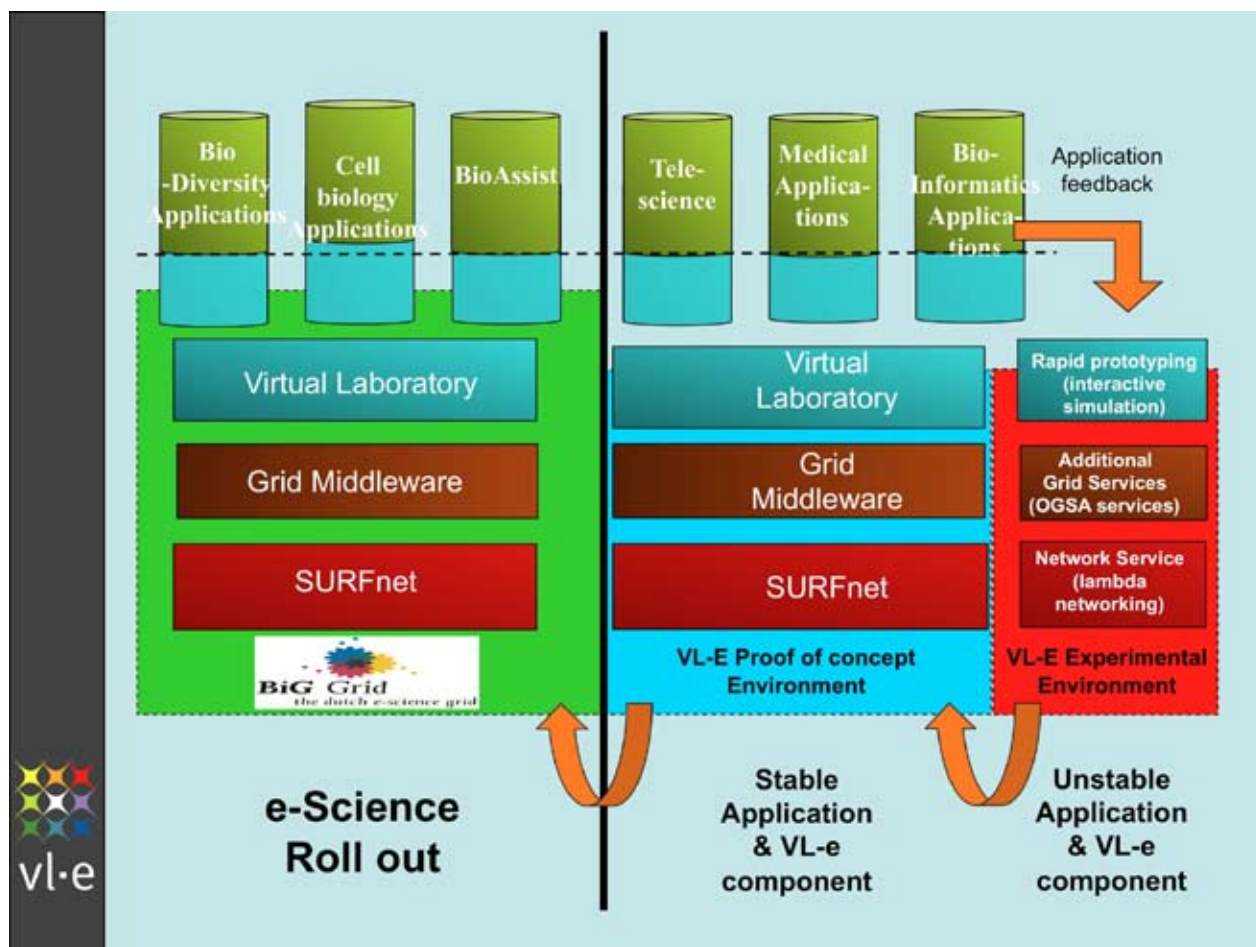 Bio
-Diversity
Applications
Cell
biology
Applications
BioAssist
Tele-
science
Medical
Applica-
tions
Bio-
Informatics
Applica-
tions
Application
feedback
Virtual Laboratory
Grid Middleware
SURFnet
BiG Grid
the dutch e-science grid
Virtual
Laboratory
Grid
Middleware
SURFnet
VL-E Proof of concept
Environment
Rapid prototyping
(interactive
simulation)
Additional
Grid Services
(OGSA services)
Network Service
(lambda
networking)
VL-E Experimental
Environment
e-Science
Roll out
Stable
Application
& VL-e
component
Unstable
Application
& VL-e
component
vl·e